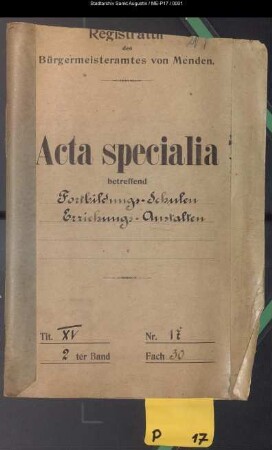 Stadtarchiv Sankt Augustin / ME-P17 / 0001
Registratur
des
Bürgermeisteramtes von Menden.
Acta specialia
betreffend
Fortbildungs-Schulen
Erziehungs-Anstalten
Tit. XV Nr. 17
2 ter Band Fach 30
P 17